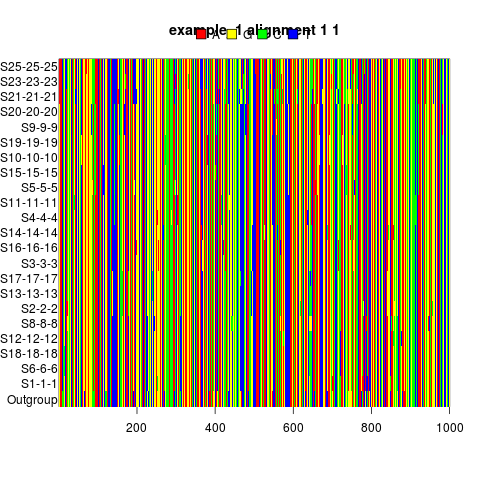 example_1 alignment 1 1
A G C T
S25-25-25
S23-23-23
S21-21-21
S20-20-20
S9-9-9
S19-19-19
S10-10-10
S15-15-15
S5-5-5
S11-11-11
S4-4-4
S14-14-14
S16-16-16
S3-3-3
S17-17-17
S13-13-13
S2-2-2
S8-8-8
S12-12-12
S18-18-18
S6-6-6
S1-1-1
Outgroup
200 400 600 800 1000